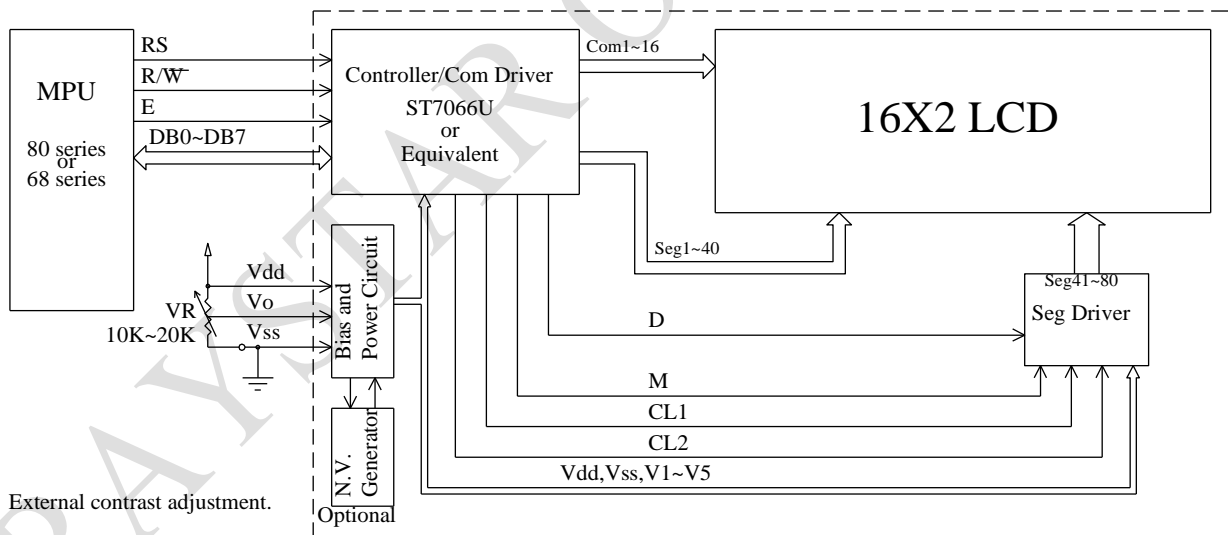 MPU
80 series
or
68 series
RS
R/W
E
DB0~DB7
Controller/Com Driver
ST7066U
or
Equivalent
Com1~16
16X2 LCD
Seg1~40
Seg41~80
Seg Driver
D
M
CL1
CL2
Vdd,Vss,V1~V5
Vdd
Vo
Vss
VR
10K~20K
Bias and
Power Circuit
N.V.
Generator
Optional
External contrast adjustment.
RAYSTAR O